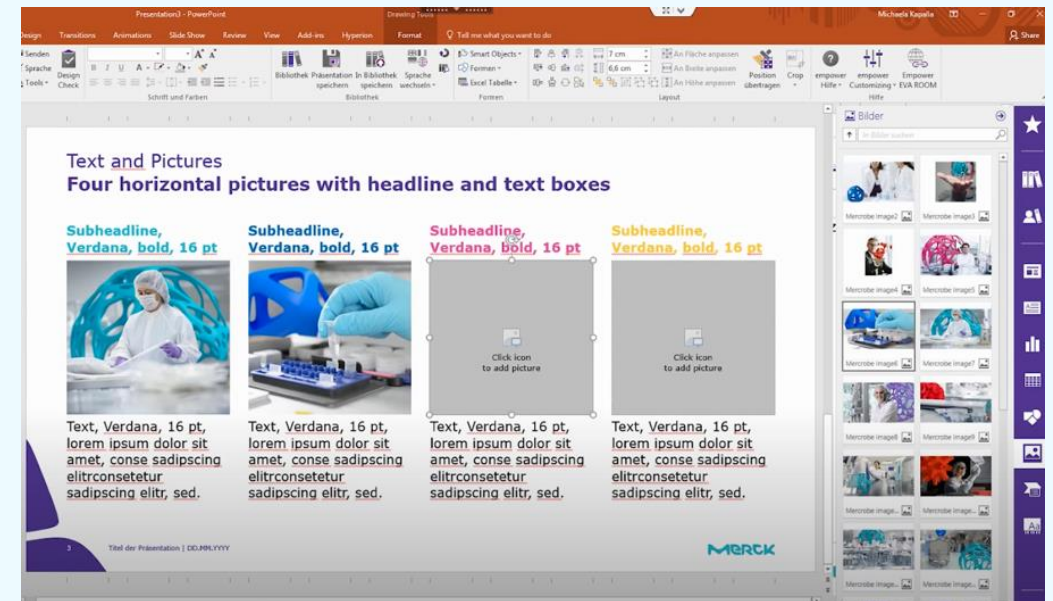 Presentation3 - PowerPoint
Drawing Tools
Michaela Kapalla
Design Transitions Animations Slide Show Review View Add-ins Hyperion Format Tell me what you want to do
Share
Senden
Sprache
Tools
Design Check
B I U A
Schrift und Farben
Bibliothek
Präsentation speichern
In Bibliothek speichern
Sprache wechseln
Bibliothek
Smart Objects
Formen
Excel Tabelle
Formen
7 cm
6,6 cm
An Fläche anpassen
An Breite anpassen
An Höhe anpassen
Position übertragen
Crop
Layout
empower Hilfe
empower Customizing
Empower EVA ROOM
Hilfe
Bilder
In Bilder suchen
Text and Pictures
Four horizontal pictures with headline and text boxes
Subheadline,
Verdana, bold, 16 pt
Subheadline,
Verdana, bold, 16 pt
Subheadline,
Verdana, bold, 16 pt
Subheadline,
Verdana, bold, 16 pt
Click icon
to add picture
Click icon
to add picture
Text, Verdana, 16 pt,
lorem ipsum dolor sit
amet, conse sadipscing
elitrconsetetur
sadipscing elitr, sed.
Text, Verdana, 16 pt,
lorem ipsum dolor sit
amet, conse sadipscing
elitrconsetetur
sadipscing elitr, sed.
Text, Verdana, 16 pt,
lorem ipsum dolor sit
amet, conse sadipscing
elitrconsetetur
sadipscing elitr, sed.
Text, Verdana, 16 pt,
lorem ipsum dolor sit
amet, conse sadipscing
elitrconsetetur
sadipscing elitr, sed.
3 Titel der Präsentation | DD.MM.YYYY
MERCK
Mercrobe image2 Mercrobe image3
Mercrobe image4 Mercrobe image5
Mercrobe image6 Mercrobe image7
Mercrobe image8 Mercrobe image9
Mercrobe image... Mercrobe image...
Mercrobe image... Mercrobe image...
Aa